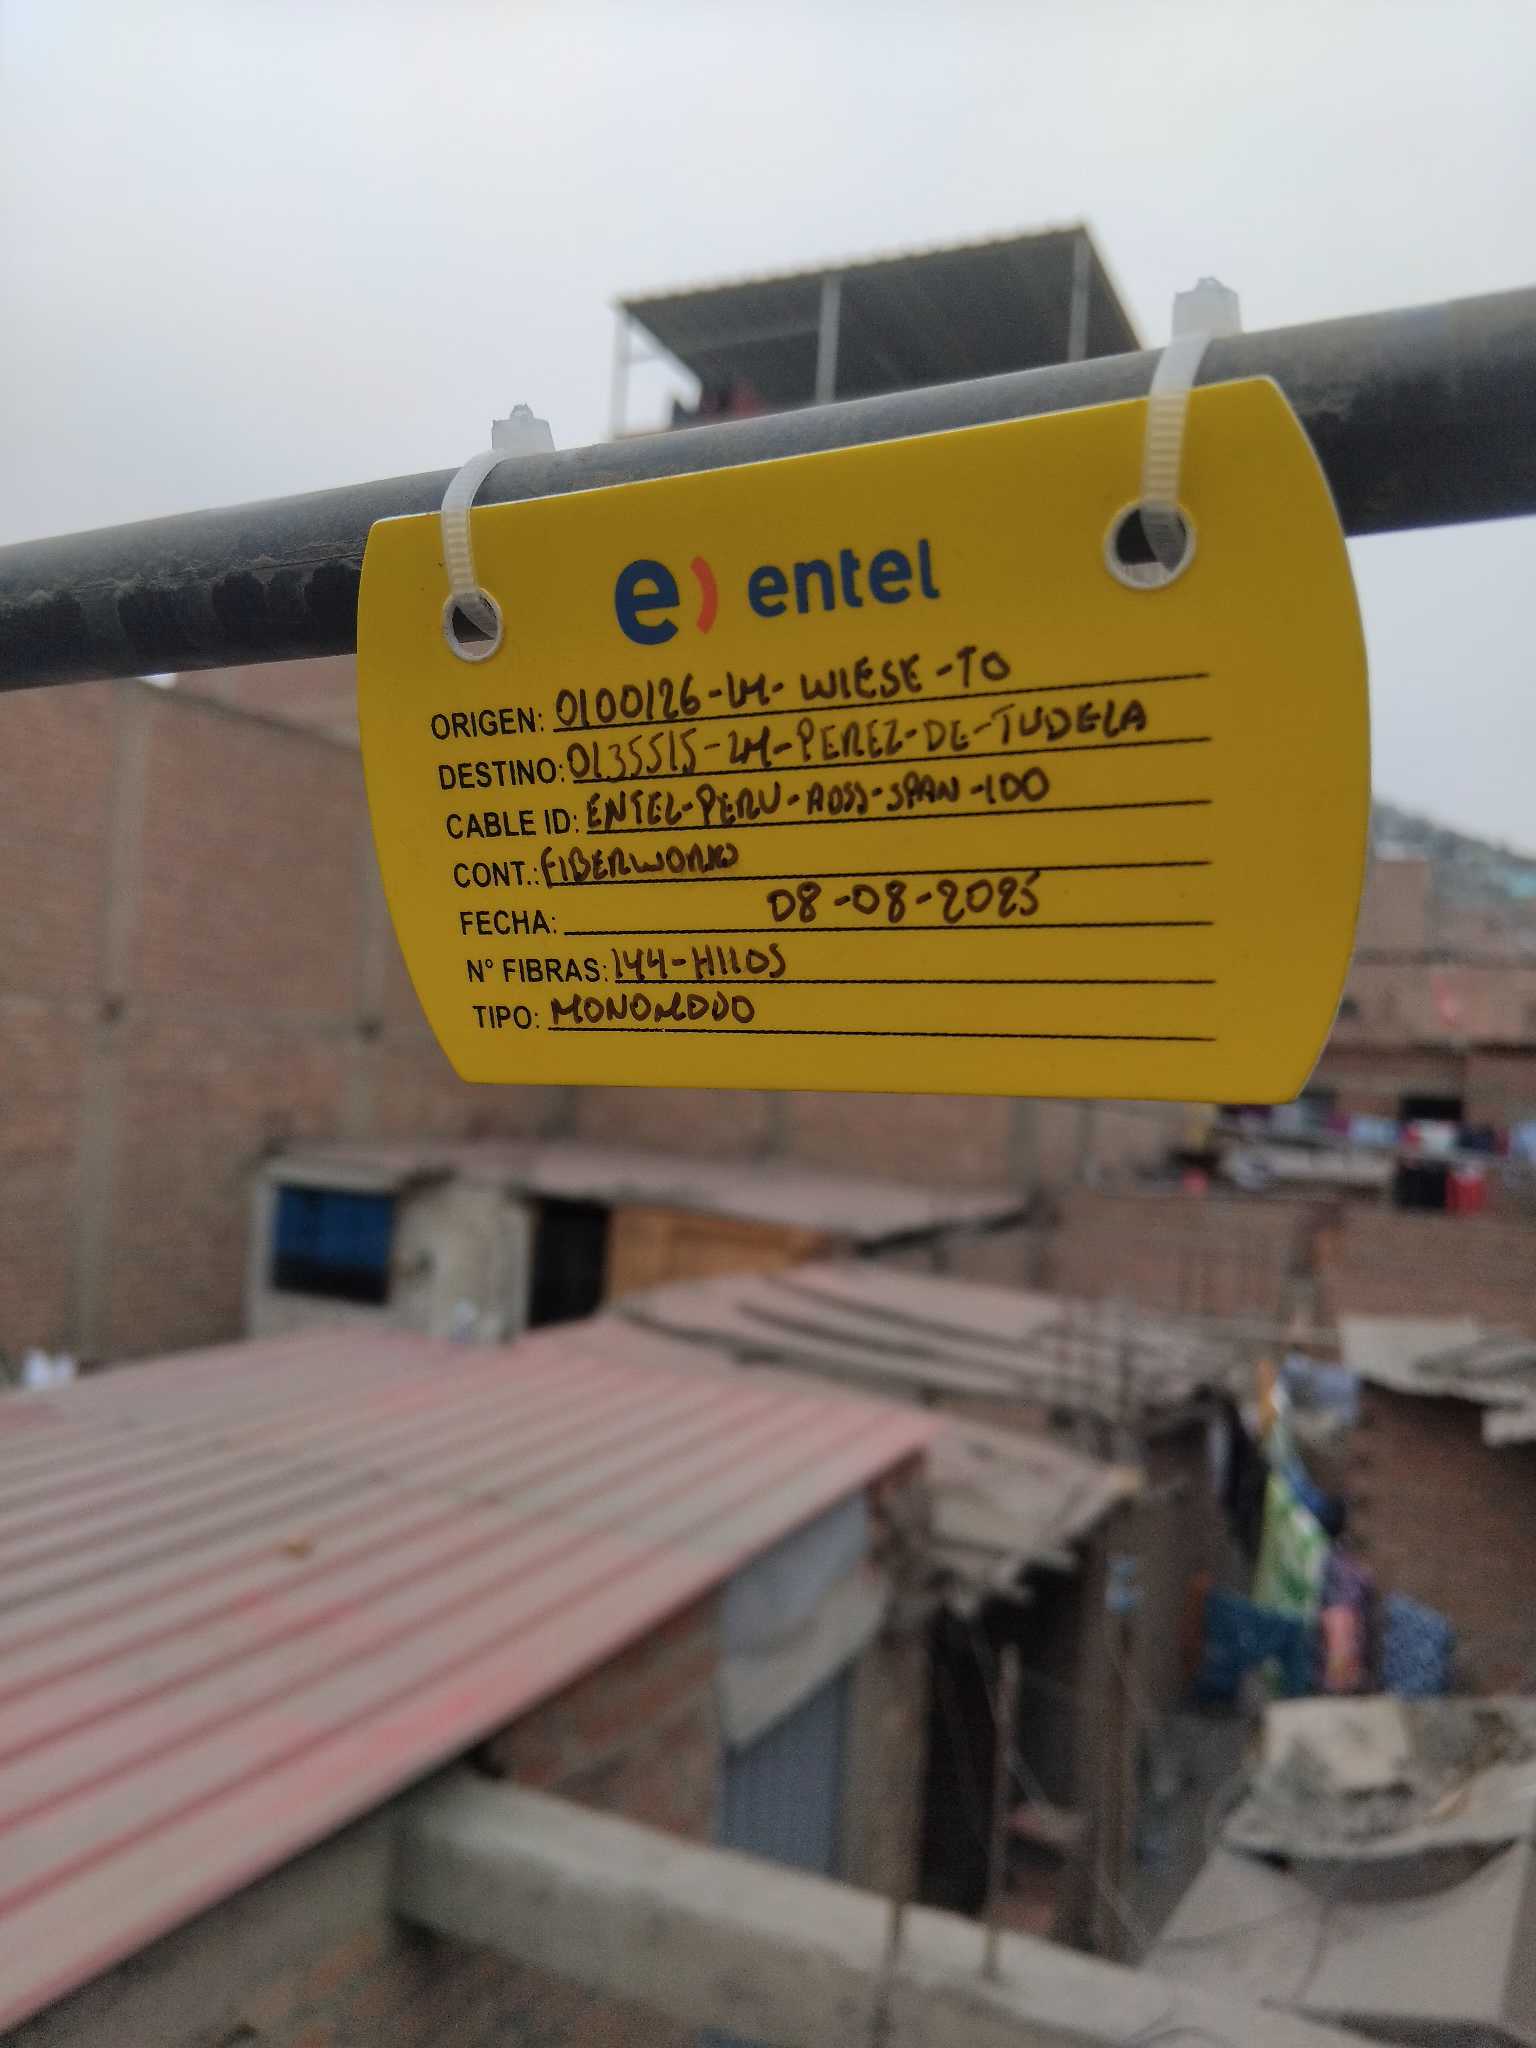 e) entel
ORIGEN: 0100126-LM-WIESE-TO
DESTINO: 0135515-LM-PEREZ-DE-TUDELA
CABLE ID: ENTEL-PERU-ADSS-SPAN-100
CONT.: FIBERWORK
FECHA: 08-08-2025
N° FIBRAS: 144-HILOS
TIPO: MONOMODO